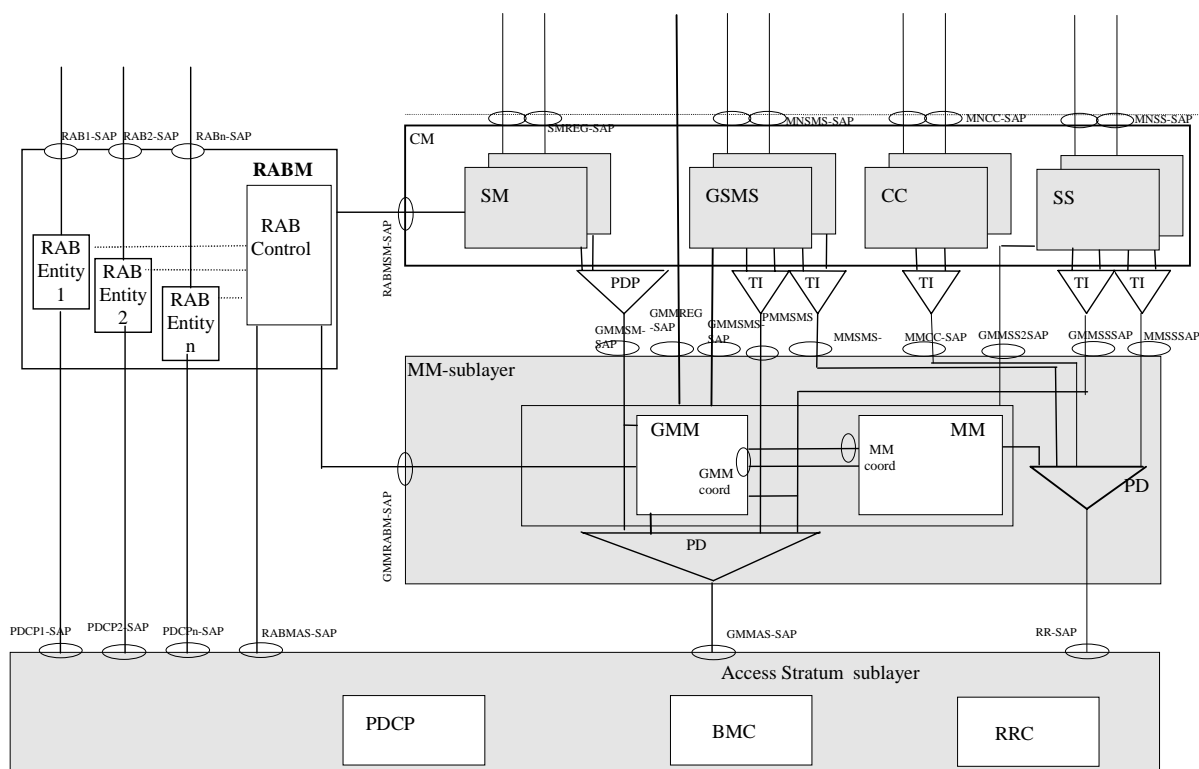 SMREG-SAP
MNSMS-SAP
MNCC-SAP
MNSS-SAP
RAB1-SAP
RAB2-SAP
RABn-SAP
CM
RABM
SM
GSMS
CC
SS
RAB
Control
RAB
Entity
1
RAB
Entity
2
RAB
Entity
n
RABMSM-SAP
PDP
TI
TI
TI
TI
TI
GMMSM-
SAP
GMMREG
-SAP
GMMSMS-
SAP
PMMSMS
MMSMS-
MMCC-SAP
GMMSS2SAP
GMMSSSAP
MMSSSAP
MM-sublayer
GMM
MM
GMM
coord
MM
coord
PD
PD
GMMRABM-SAP
PDCP1-SAP
PDCP2-SAP
PDCPn-SAP
RABMAS-SAP
GMMAS-SAP
RR-SAP
Access Stratum sublayer
PDCP
BMC
RRC